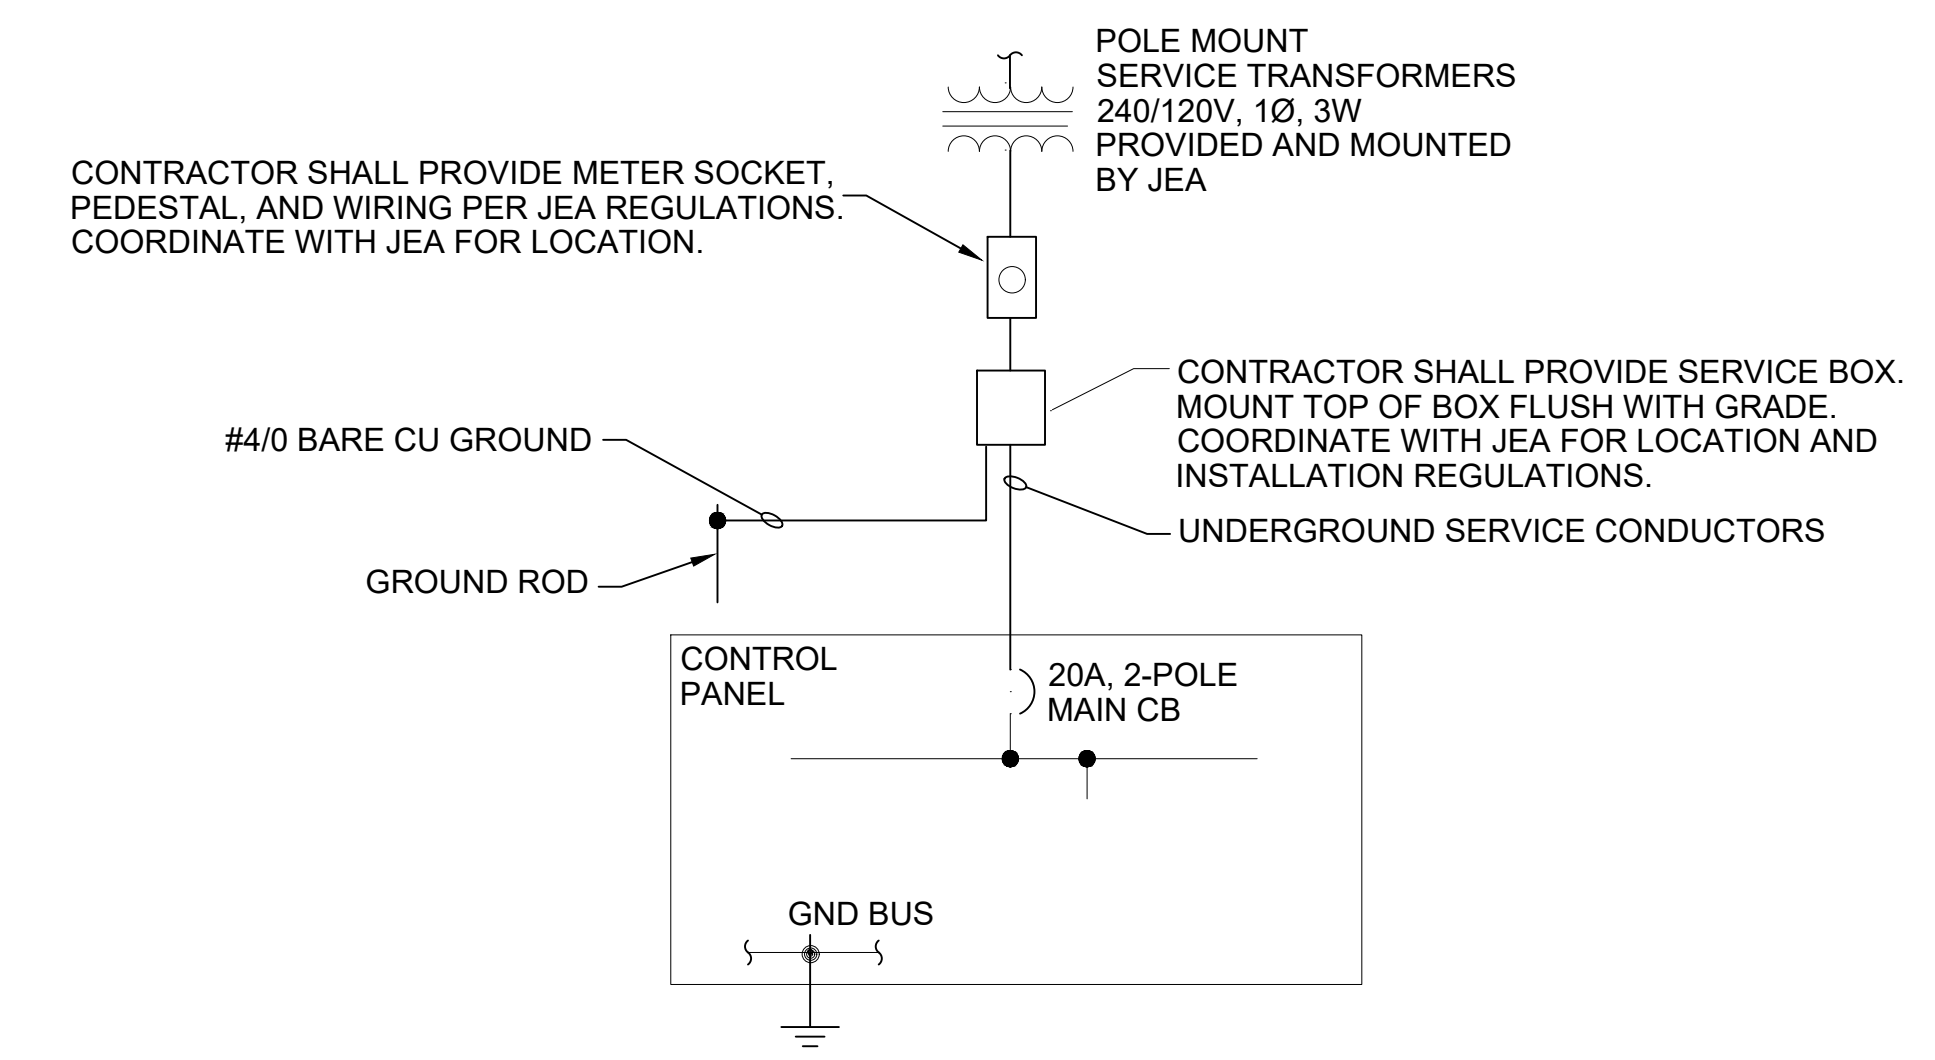 POLE MOUNT
SERVICE TRANSFORMERS
240/120V, 1Ø, 3W
PROVIDED AND MOUNTED
BY JEA
CONTRACTOR SHALL PROVIDE METER SOCKET,
PEDESTAL, AND WIRING PER JEA REGULATIONS.
COORDINATE WITH JEA FOR LOCATION.
CONTRACTOR SHALL PROVIDE SERVICE BOX.
MOUNT TOP OF BOX FLUSH WITH GRADE.
COORDINATE WITH JEA FOR LOCATION AND
INSTALLATION REGULATIONS.
#4/0 BARE CU GROUND
UNDERGROUND SERVICE CONDUCTORS
GROUND ROD
CONTROL
PANEL
20A, 2-POLE
MAIN CB
GND BUS